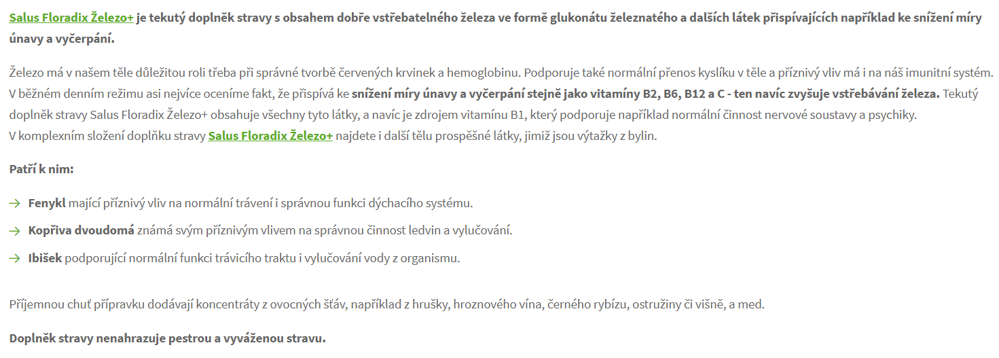 Salus Floradix Železo+ je tekutý doplněk stravy s obsahem dobře vstřebatelného železa ve formě glukonátu železnatého a dalších látek přispívajících například ke snížení míry
únavy a vyčerpání.
Železo má v našem těle důležitou roli třeba při správné tvorbě červených krvinek a hemoglobinu. Podporuje také normální přenos kyslíku v těle a příznivý vliv má i na náš imunitní systém.
V běžném denním režimu asi nejvíce oceníme fakt, že přispívá ke snížení míry únavy a vyčerpání stejně jako vitamíny B2, B6, B12 a C - ten navíc zvyšuje vstřebávání železa. Tekutý
doplněk stravy Salus Floradix Železo+ obsahuje všechny tyto látky, a navíc je zdrojem vitamínu B1, který podporuje například normální činnost nervové soustavy a psychiky.
V komplexním složení doplňku stravy Salus Floradix Železo+ najdete i další tělu prospěšné látky, jimiž jsou výtažky z bylin.
Patří k nim:
→ Fenykl mající příznivý vliv na normální trávení i správnou funkci dýchacího systému.
→ Kopřiva dvoudomá známá svým příznivým vlivem na správnou činnost ledvin a vylučování.
→ Ibišek podporující normální funkci trávicího traktu i vylučování vody z organismu.
Příjemnou chuť přípravku dodávají koncentráty z ovocných šťáv, například z hrušky, hroznového vína, černého rybízu, ostružiny či višně, a med.
Doplněk stravy nenahrazuje pestrou a vyváženou stravu.